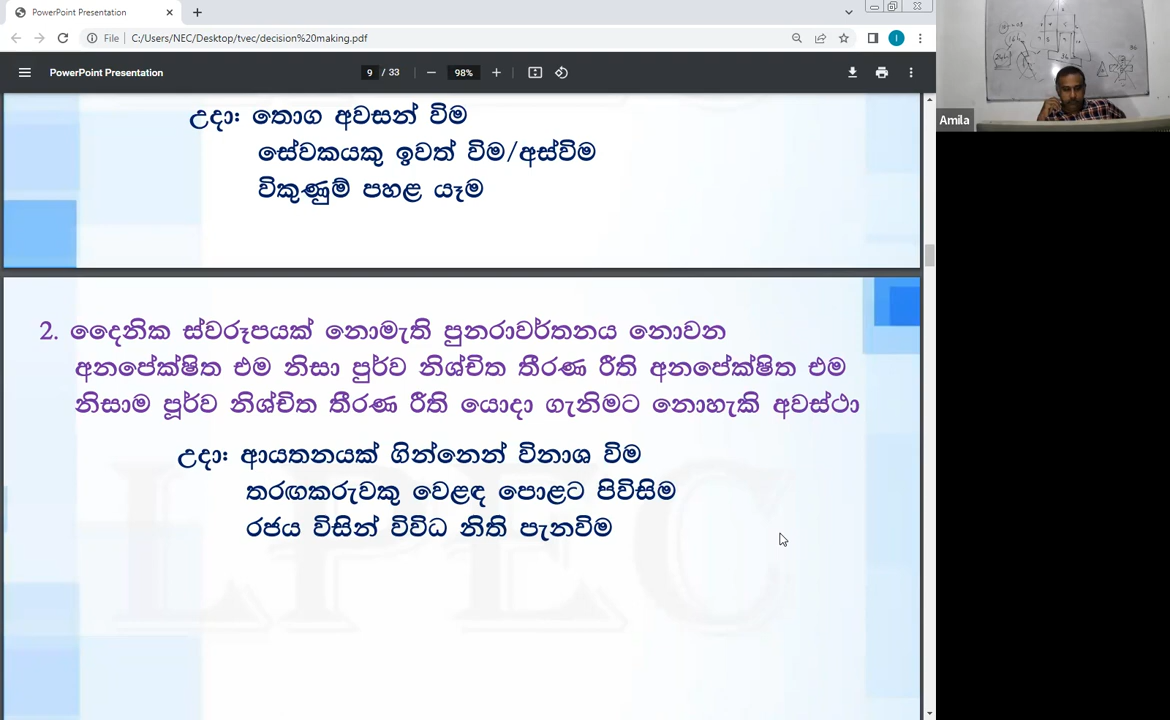 PowerPoint Presentation
File
C:/Users/NEC/Desktop/tvec/decision%20making.pdf
I
PowerPoint Presentation
9 / 33
98%
Amila
උදා: තොග අවසන් විම
සේවකයකු ඉවත් විම/අස්විම
විකුණුම් පහළ යෑම
2. දෛනික ස්වරූපයක් නොමැති පුනරාවර්තනය නොවන
අනපේක්ෂිත එම නිසා පුර්ව නිශ්චිත තීරණ රීති අනපේක්ෂිත එම
නිසාම පූර්ව නිශ්චිත තීරණ රීති යොදා ගැනිමට නොහැකි අවස්ථා
උදා: ආයතනයක් ගින්නෙන් විනාශ විම
තරඟකරුවකු වෙළඳ පොළට පිවිසිම
රජය විසින් විවිධ නිති පැනවිම
LPEC